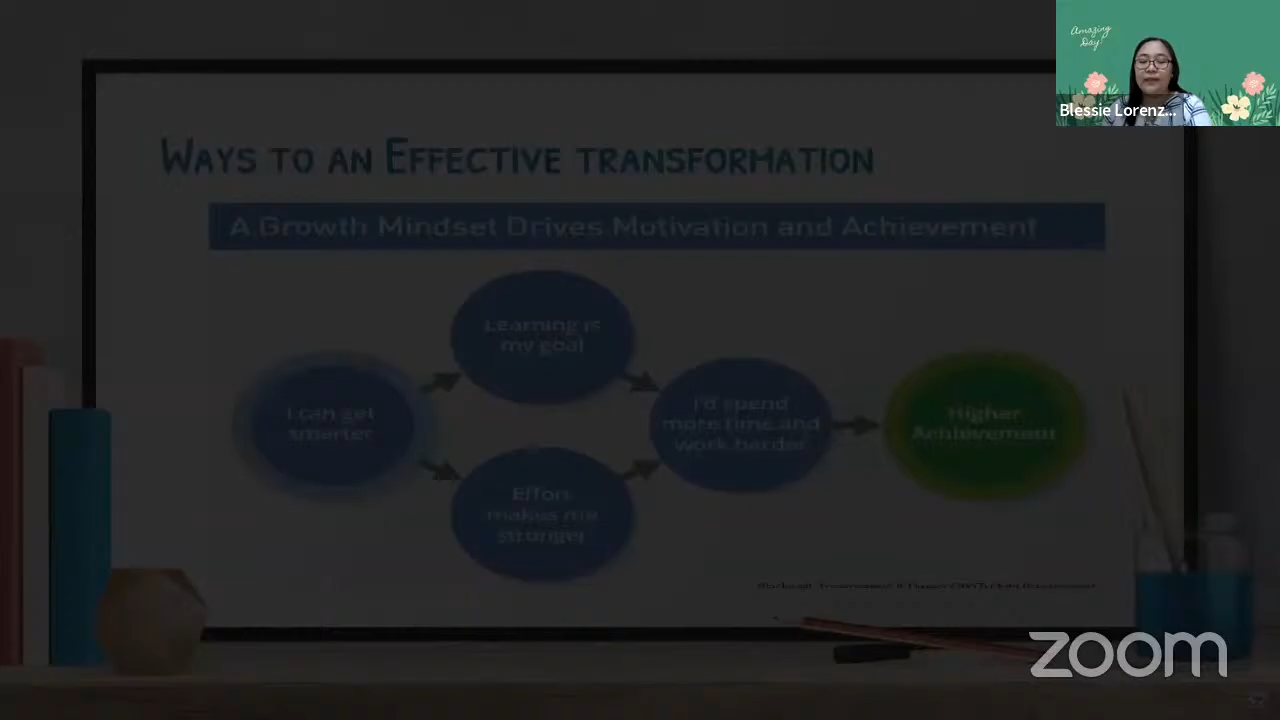 Amazing
Day!
Blessie Lorenz...
WAYS TO AN EFFECTIVE TRANSFORMATION
A Growth Mindset Drives Motivation and Achievement
Learning is
my goal
I can get
smarter
I'd spend
more time and
work harder
Higher
Achievement
Effort
makes me
stronger
zoom